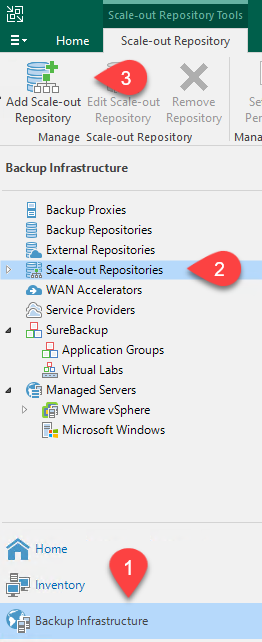 Scale-out Repository Tools
Home Scale-out Repository
3
Add Scale-out Edit Scale-out Remove
Repository Repository Repository
Manage Scale-out Repository
Backup Infrastructure
Backup Proxies
Backup Repositories
External Repositories
Scale-out Repositories 2
WAN Accelerators
Service Providers
SureBackup
Application Groups
Virtual Labs
Managed Servers
VMware vSphere
Microsoft Windows
Home
1
Inventory
Backup Infrastructure